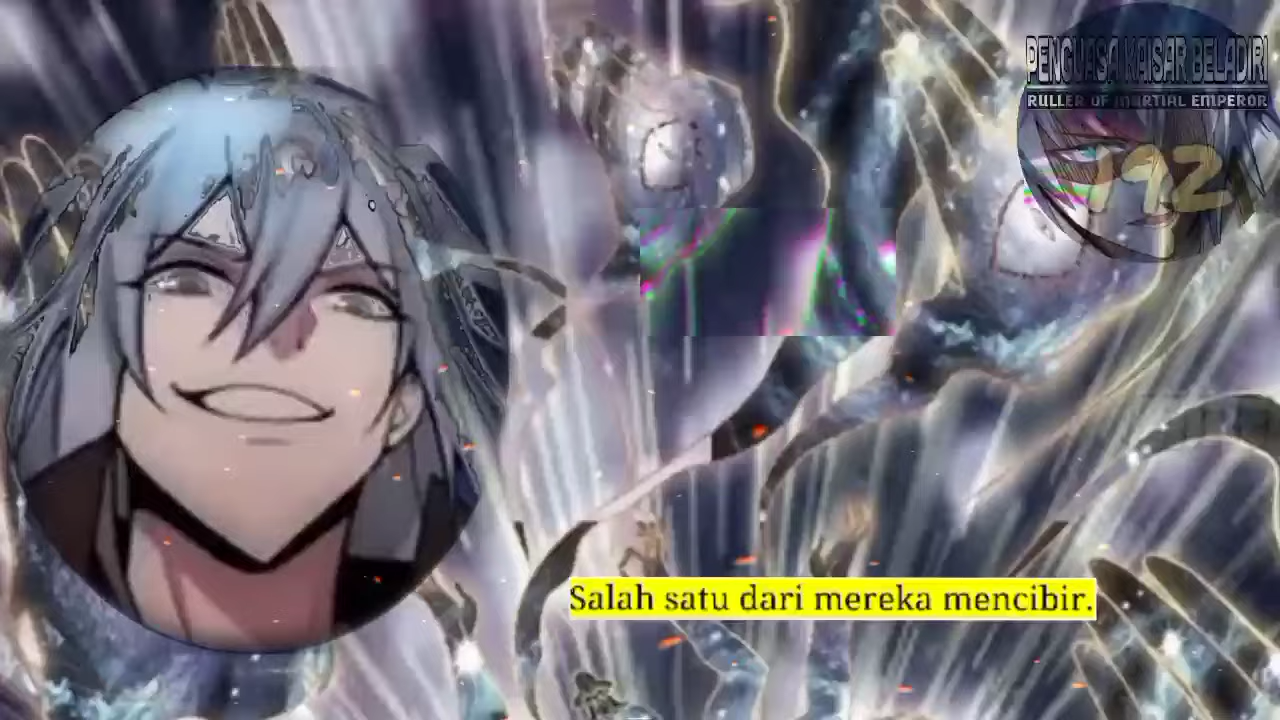 PENGUASA KAISAR BELADIRI
RULLER OF MARTIAL EMPEROR
192
Salah satu dari mereka mencibir.